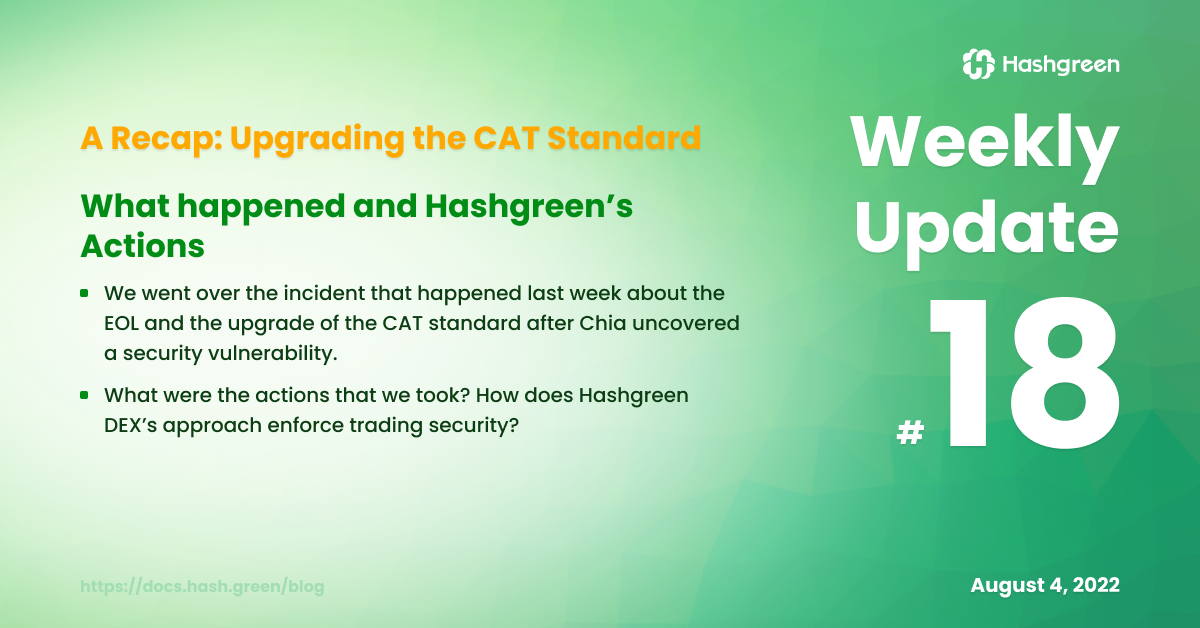 Hashgreen
Weekly
Update
#18
A Recap: Upgrading the CAT Standard
What happened and Hashgreen’s
Actions
We went over the incident that happened last week about the
EOL and the upgrade of the CAT standard after Chia uncovered
a security vulnerability.
What were the actions that we took? How does Hashgreen
DEX’s approach enforce trading security?
https://docs.hash.green/blog
August 4, 2022